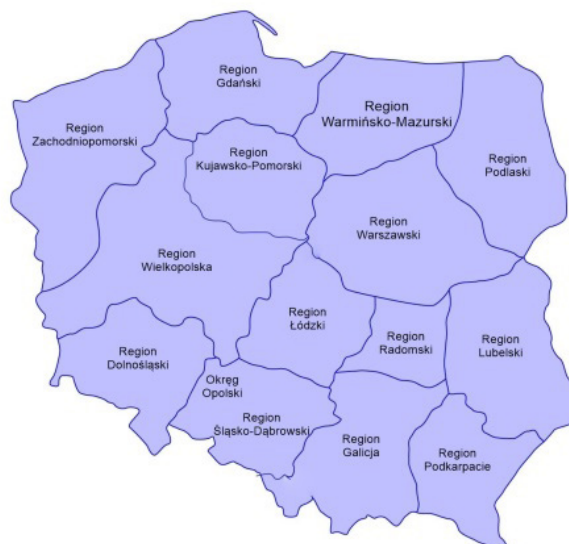 Region
Gdański
Region
Warmińsko-Mazurski
Region
Zachodniopomorski
Region
Kujawsko-Pomorski
Region
Podlaski
Region
Warszawski
Region
Wielkopolska
Region
Łódzki
Region
Radomski
Region
Lubelski
Region
Dolnośląski
Okręg
Opolski
Region
Śląsko-Dąbrowski
Region
Galicja
Region
Podkarpacie